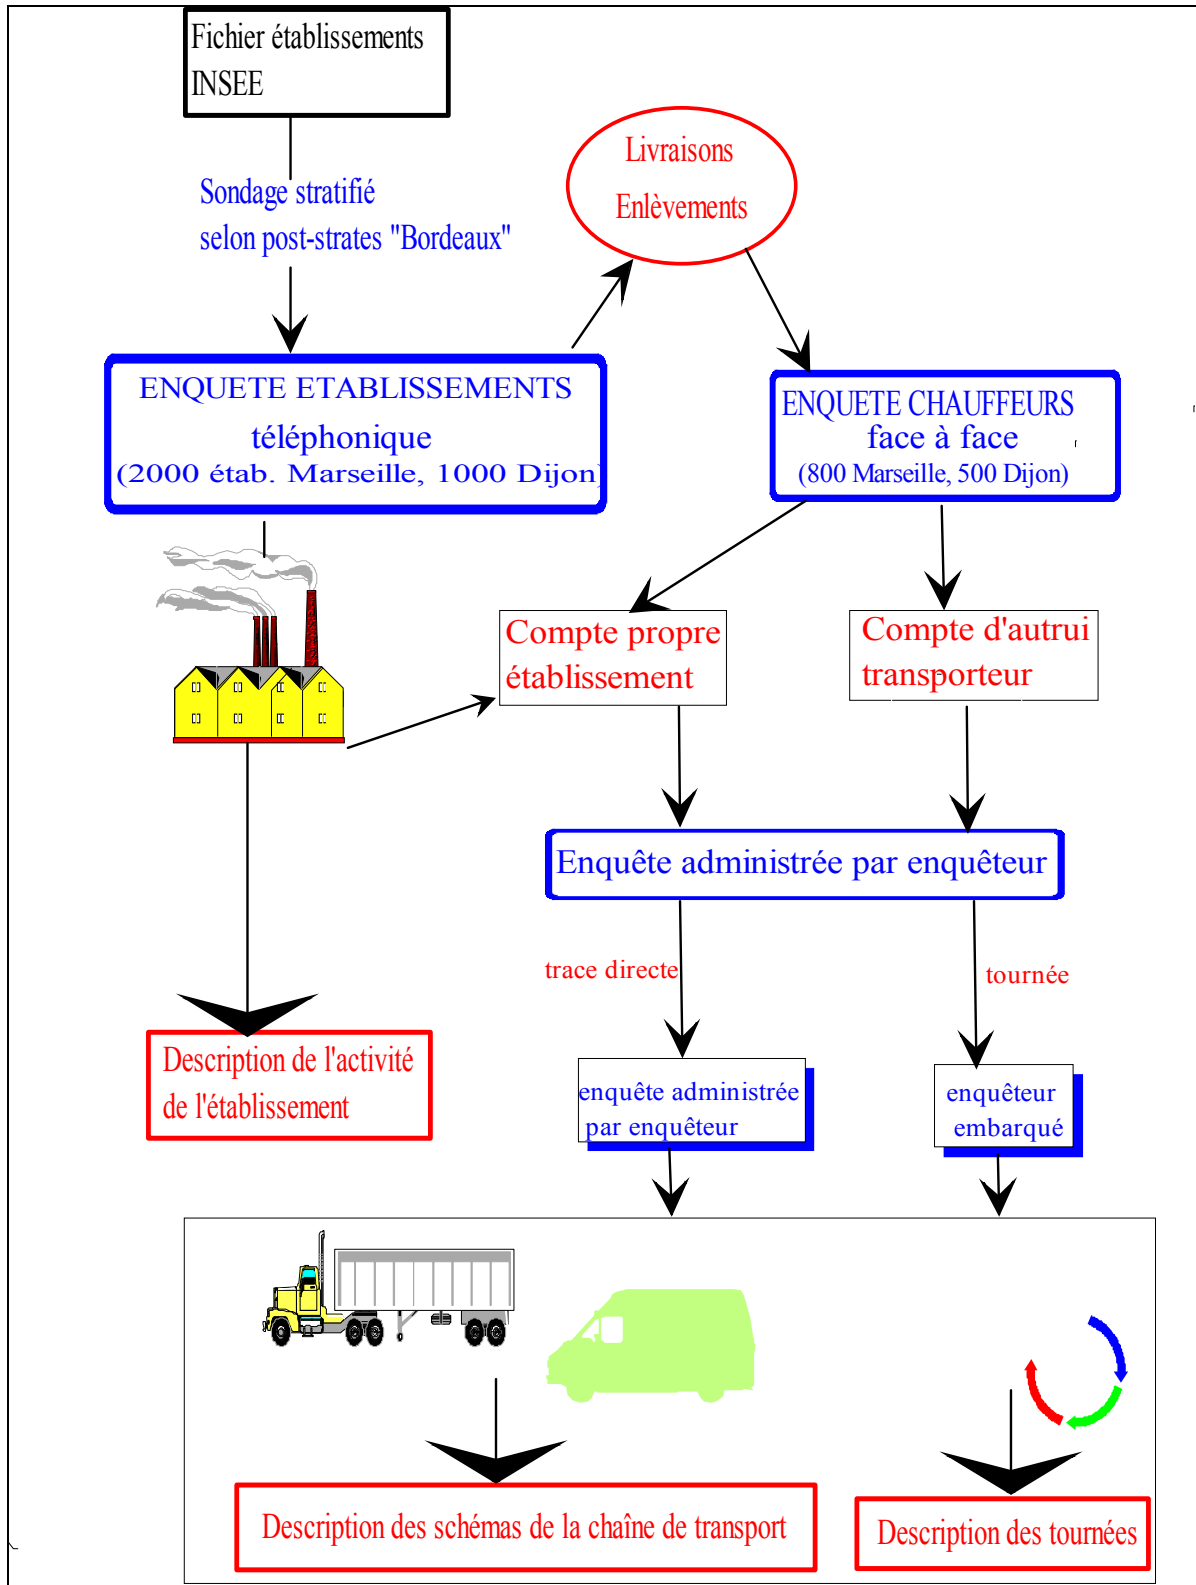 Fichier établissements
INSEE
Sondage stratifié
selon post-strates "Bordeaux"
Livraisons
Enlèvements
ENQUETE ETABLISSEMENTS
téléphonique
(2000 étab. Marseille, 1000 Dijon)
ENQUETE CHAUFFEURS
face à face
(800 Marseille, 500 Dijon)
Compte propre
établissement
Compte d'autrui
transporteur
Enquête administrée par enquêteur
trace directe
tournée
Description de l'activité
de l'établissement
enquête administrée
par enquêteur
enquêteur
embarqué
Description des schémas de la chaîne de transport
Description des tournées